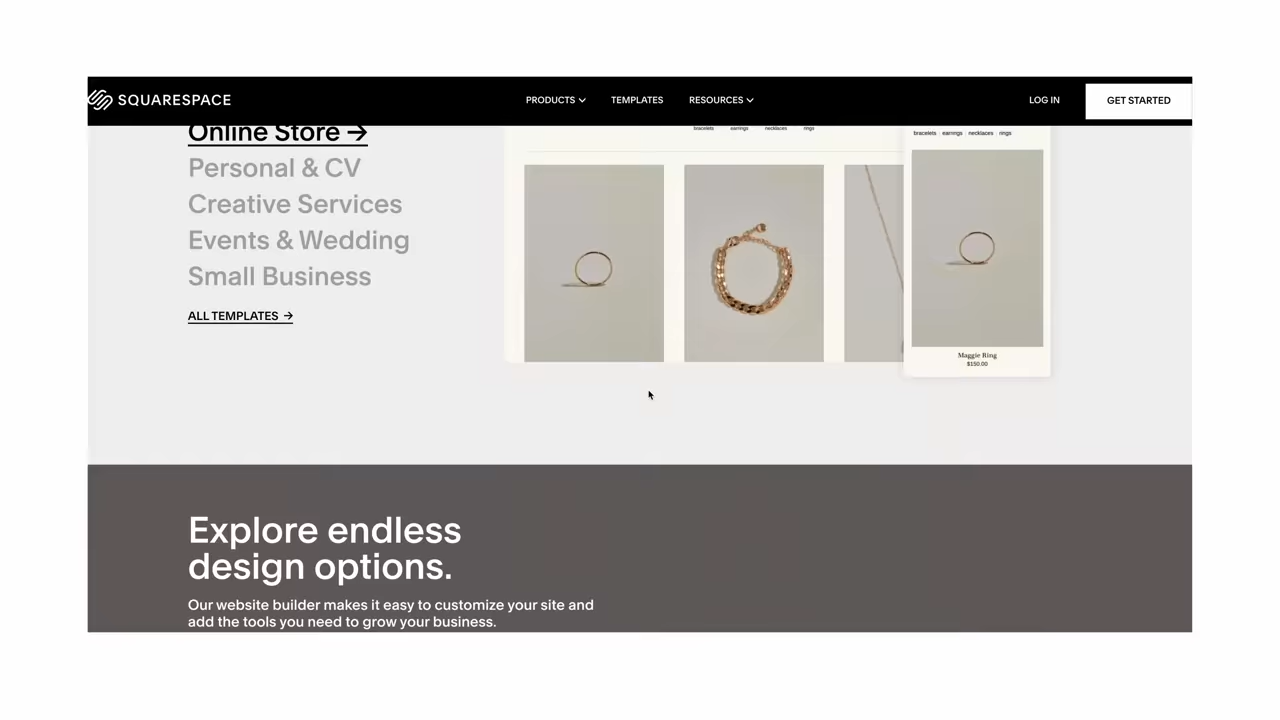 SQUARESPACE
PRODUCTS
TEMPLATES
RESOURCES
LOG IN
GET STARTED
Online Store →
Personal & CV
Creative Services
Events & Wedding
Small Business
ALL TEMPLATES →
bracelets earrings necklaces rings
bracelets earrings necklaces rings
Maggie Ring
$150.00
Explore endless
design options.
Our website builder makes it easy to customize your site and
add the tools you need to grow your business.